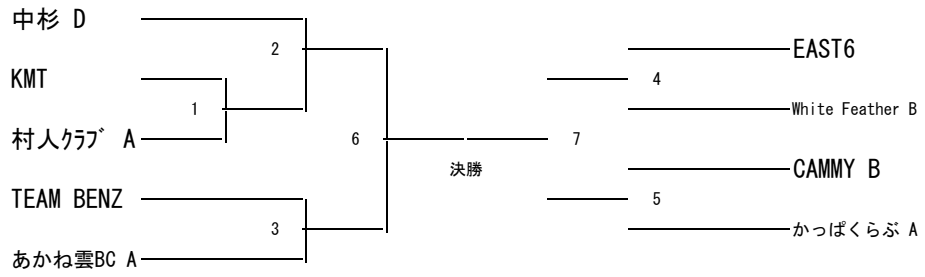 中杉 D
2
KMT
1
村人ｸﾗﾌﾞ A
6
TEAM BENZ
3
あかね雲BC A
決勝
7
EAST6
4
White Feather B
CAMMY B
5
かっぱくらぶ A